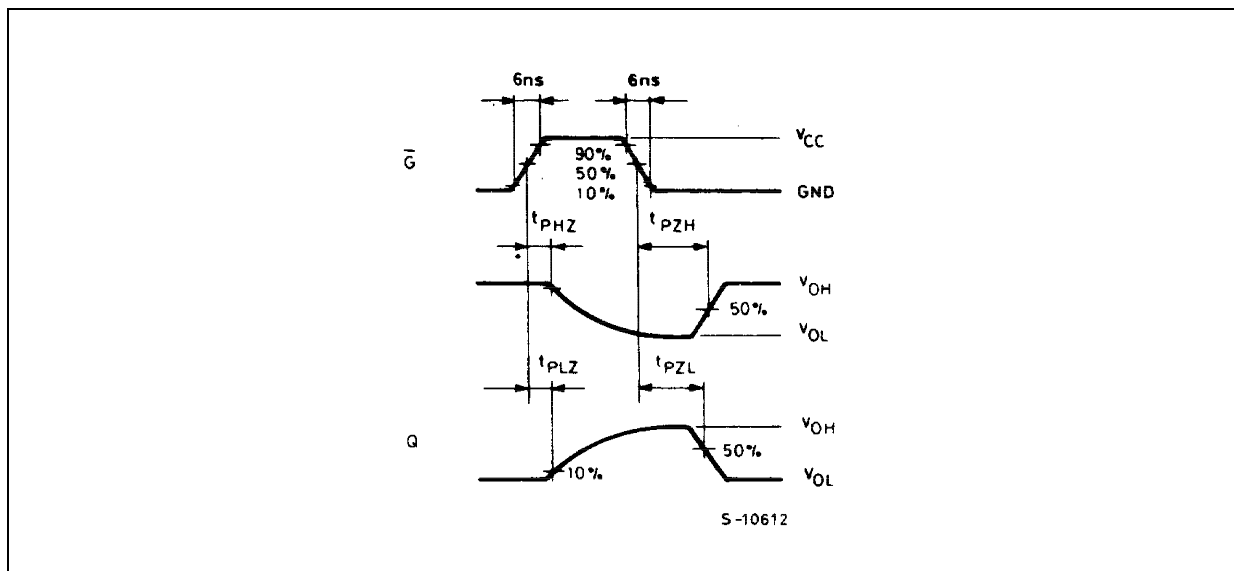 6ns 6ns
V_CC
G̅
90%
50%
10%
GND
t_PHZ t_PZH
V_OH
50%
V_OL
t_PLZ t_PZL
V_OH
Q
50%
10%
V_OL
S-10612